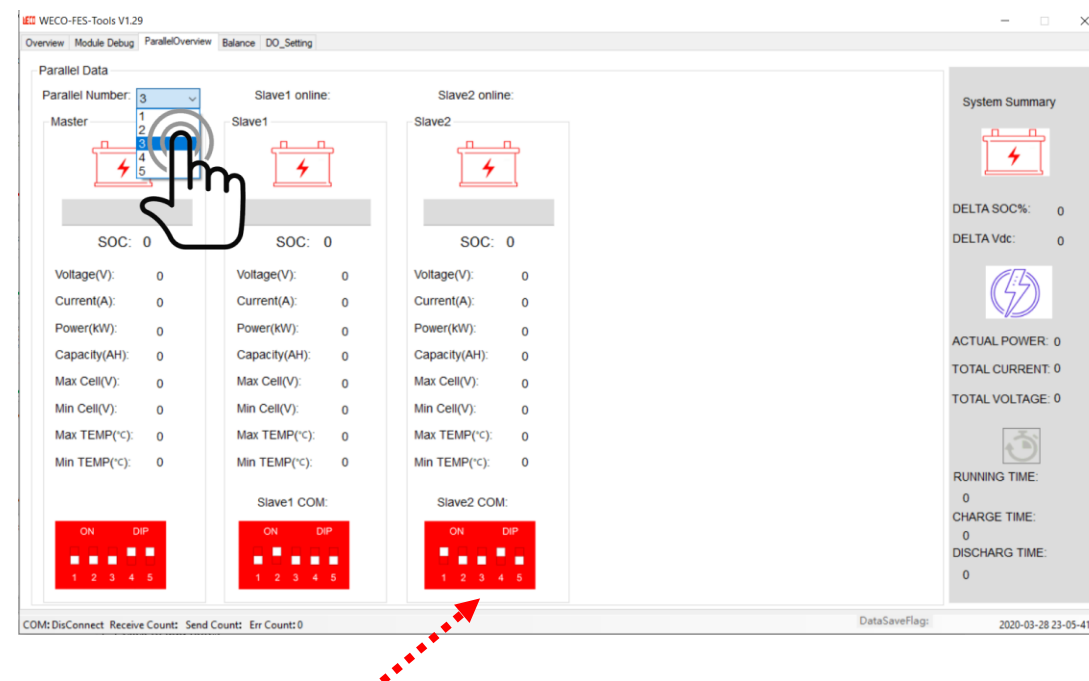 WECO-FES-Tools V1.29
Overview Module Debug ParallelOverview Balance DO_Setting
Parallel Data
Parallel Number: 3 Slave1 online: Slave2 online:
1
2
3
4
5
Master Slave1 Slave2
SOC: 0 SOC: 0 SOC: 0
Voltage(V): 0 Voltage(V): 0 Voltage(V): 0
Current(A): 0 Current(A): 0 Current(A): 0
Power(kW): 0 Power(kW): 0 Power(kW): 0
Capacity(AH): 0 Capacity(AH): 0 Capacity(AH): 0
Max Cell(V): 0 Max Cell(V): 0 Max Cell(V): 0
Min Cell(V): 0 Min Cell(V): 0 Min Cell(V): 0
Max TEMP(℃): 0 Max TEMP(℃): 0 Max TEMP(℃): 0
Min TEMP(℃): 0 Min TEMP(℃): 0 Min TEMP(℃): 0
Slave1 COM: Slave2 COM:
ON DIP ON DIP ON DIP
1 2 3 4 5 1 2 3 4 5 1 2 3 4 5
System Summary
DELTA SOC%: 0
DELTA Vdc: 0
ACTUAL POWER: 0
TOTAL CURRENT: 0
TOTAL VOLTAGE: 0
RUNNING TIME:
0
CHARGE TIME:
0
DISCHARG TIME:
0
COM: DisConnect Receive Count: Send Count: Err Count: 0 DataSaveFlag: 2020-03-28 23-05-41